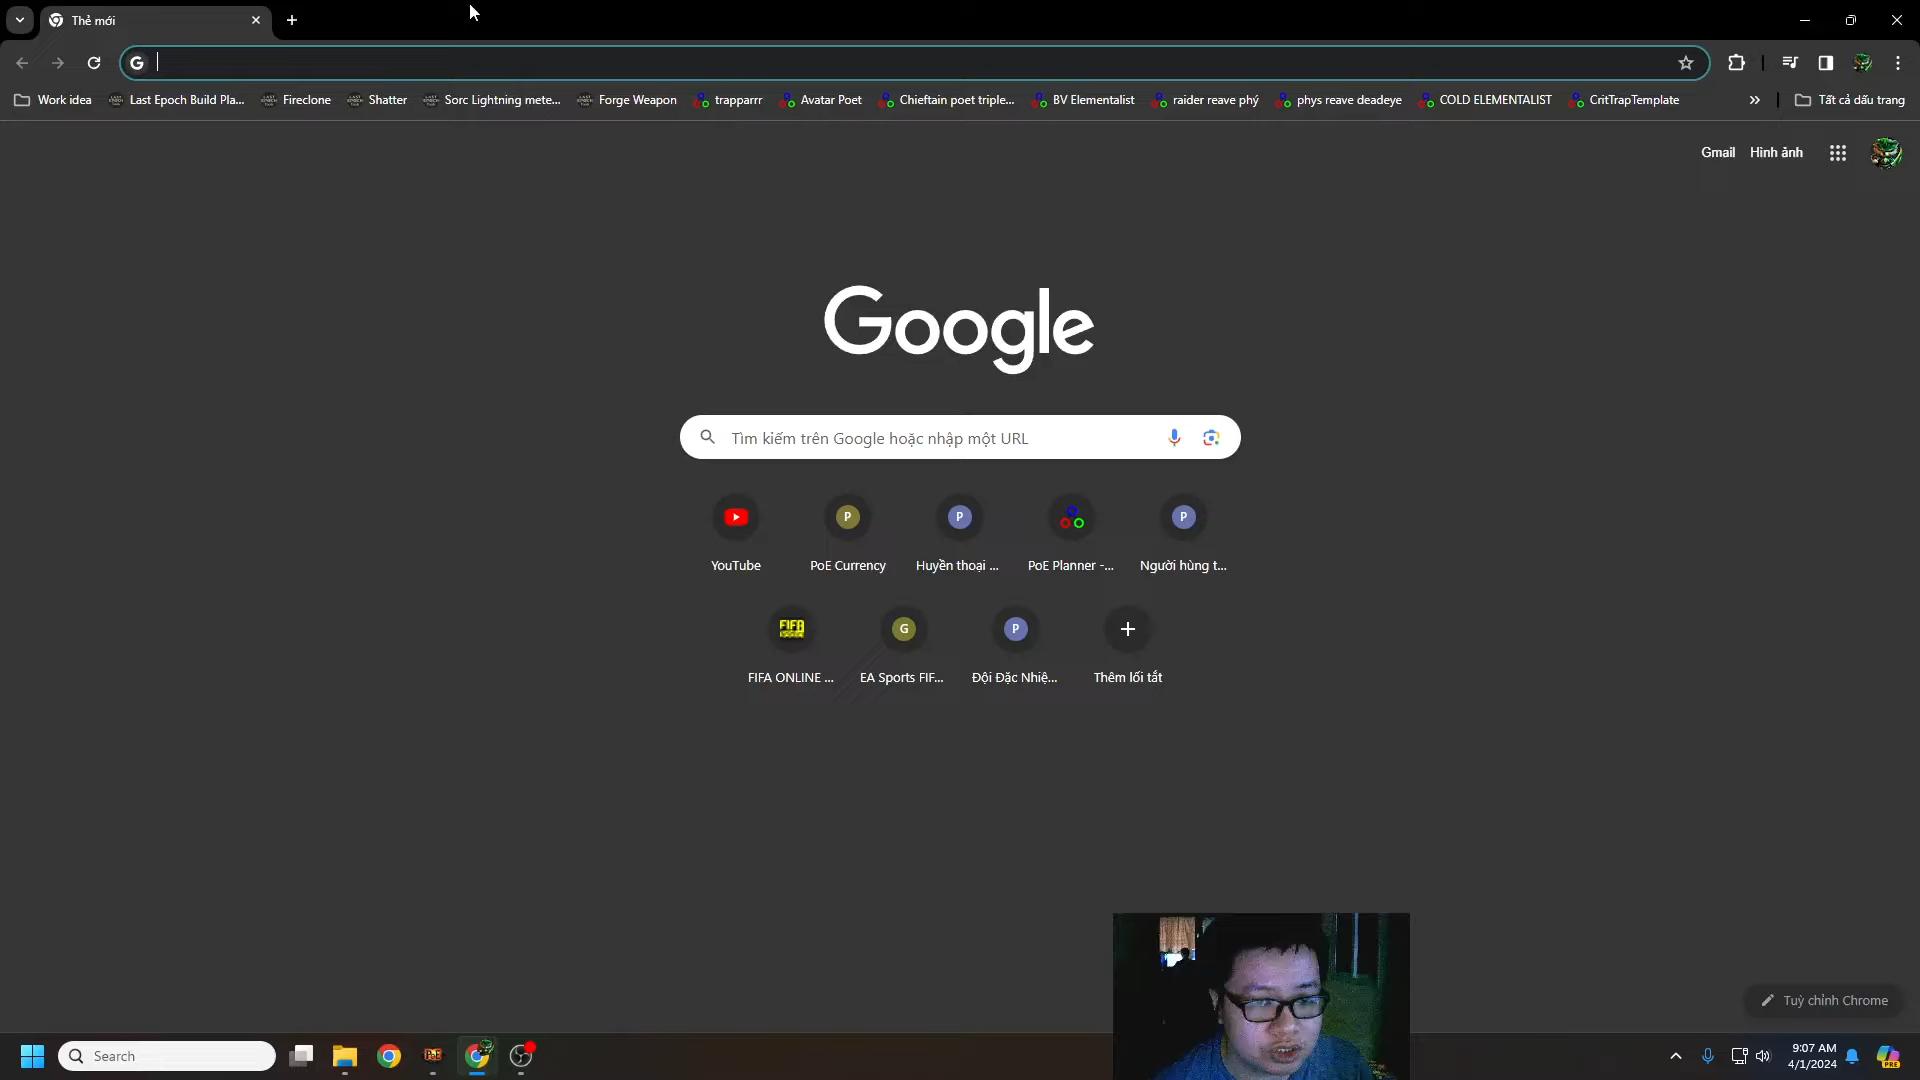 Thẻ mới
Work idea
Last Epoch Build Pla...
Fireclone
Shatter
Sorc Lightning mete...
Forge Weapon
trapparrr
Avatar Poet
Chieftain poet triple...
BV Elementalist
raider reave phý
phys reave deadeye
COLD ELEMENTALIST
CritTrapTemplate
Tất cả dấu trang
Gmail
Hình ảnh
Google
Tìm kiếm trên Google hoặc nhập một URL
YouTube
PoE Currency
Huyền thoại ...
PoE Planner -...
Người hùng t...
FIFA ONLINE ...
EA Sports FIF...
Đội Đặc Nhiệ...
Thêm lối tắt
Tuỳ chỉnh Chrome
Search
9:07 AM
4/1/2024